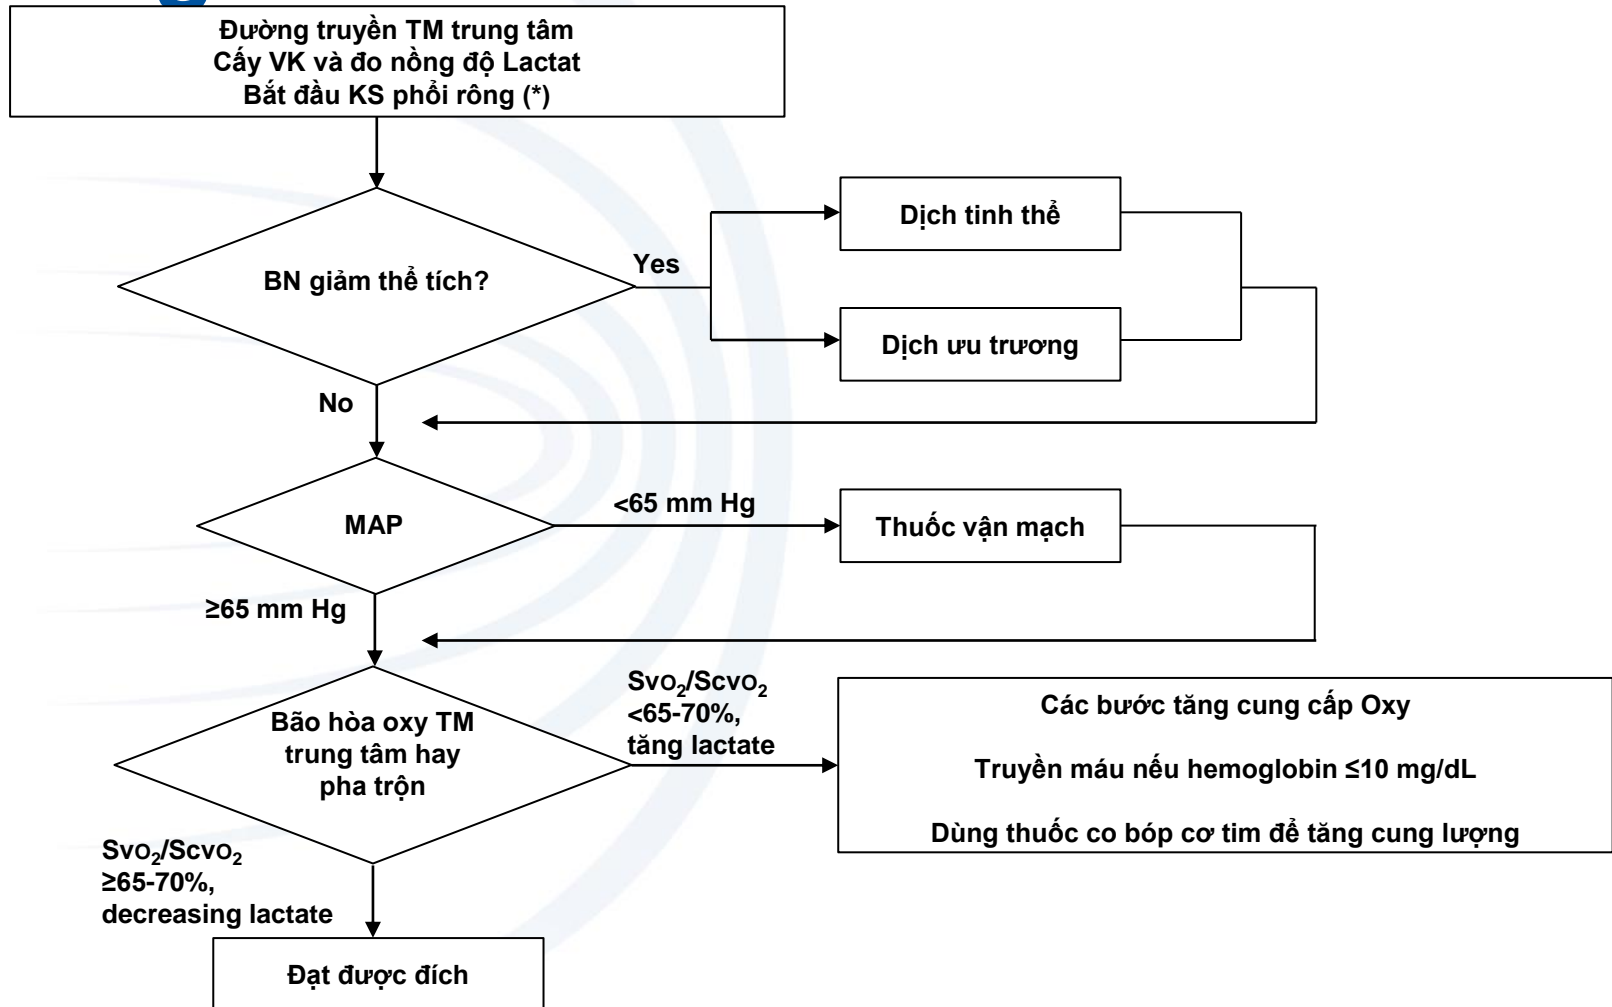 Đường truyền TM trung tâm
Cấy VK và đo nồng độ Lactat
Bắt đầu KS phổi rông (*)
BN giảm thể tích?
Yes
Dịch tinh thể
Dịch ưu trương
No
MAP
<65 mm Hg
Thuốc vận mạch
≥65 mm Hg
Bão hòa oxy TM
trung tâm hay
pha trộn
SvO₂/ScvO₂
<65-70%,
tăng lactate
Các bước tăng cung cấp Oxy
Truyền máu nếu hemoglobin ≤10 mg/dL
Dùng thuốc co bóp cơ tim để tăng cung lượng
SvO₂/ScvO₂
≥65-70%,
decreasing lactate
Đạt được đích